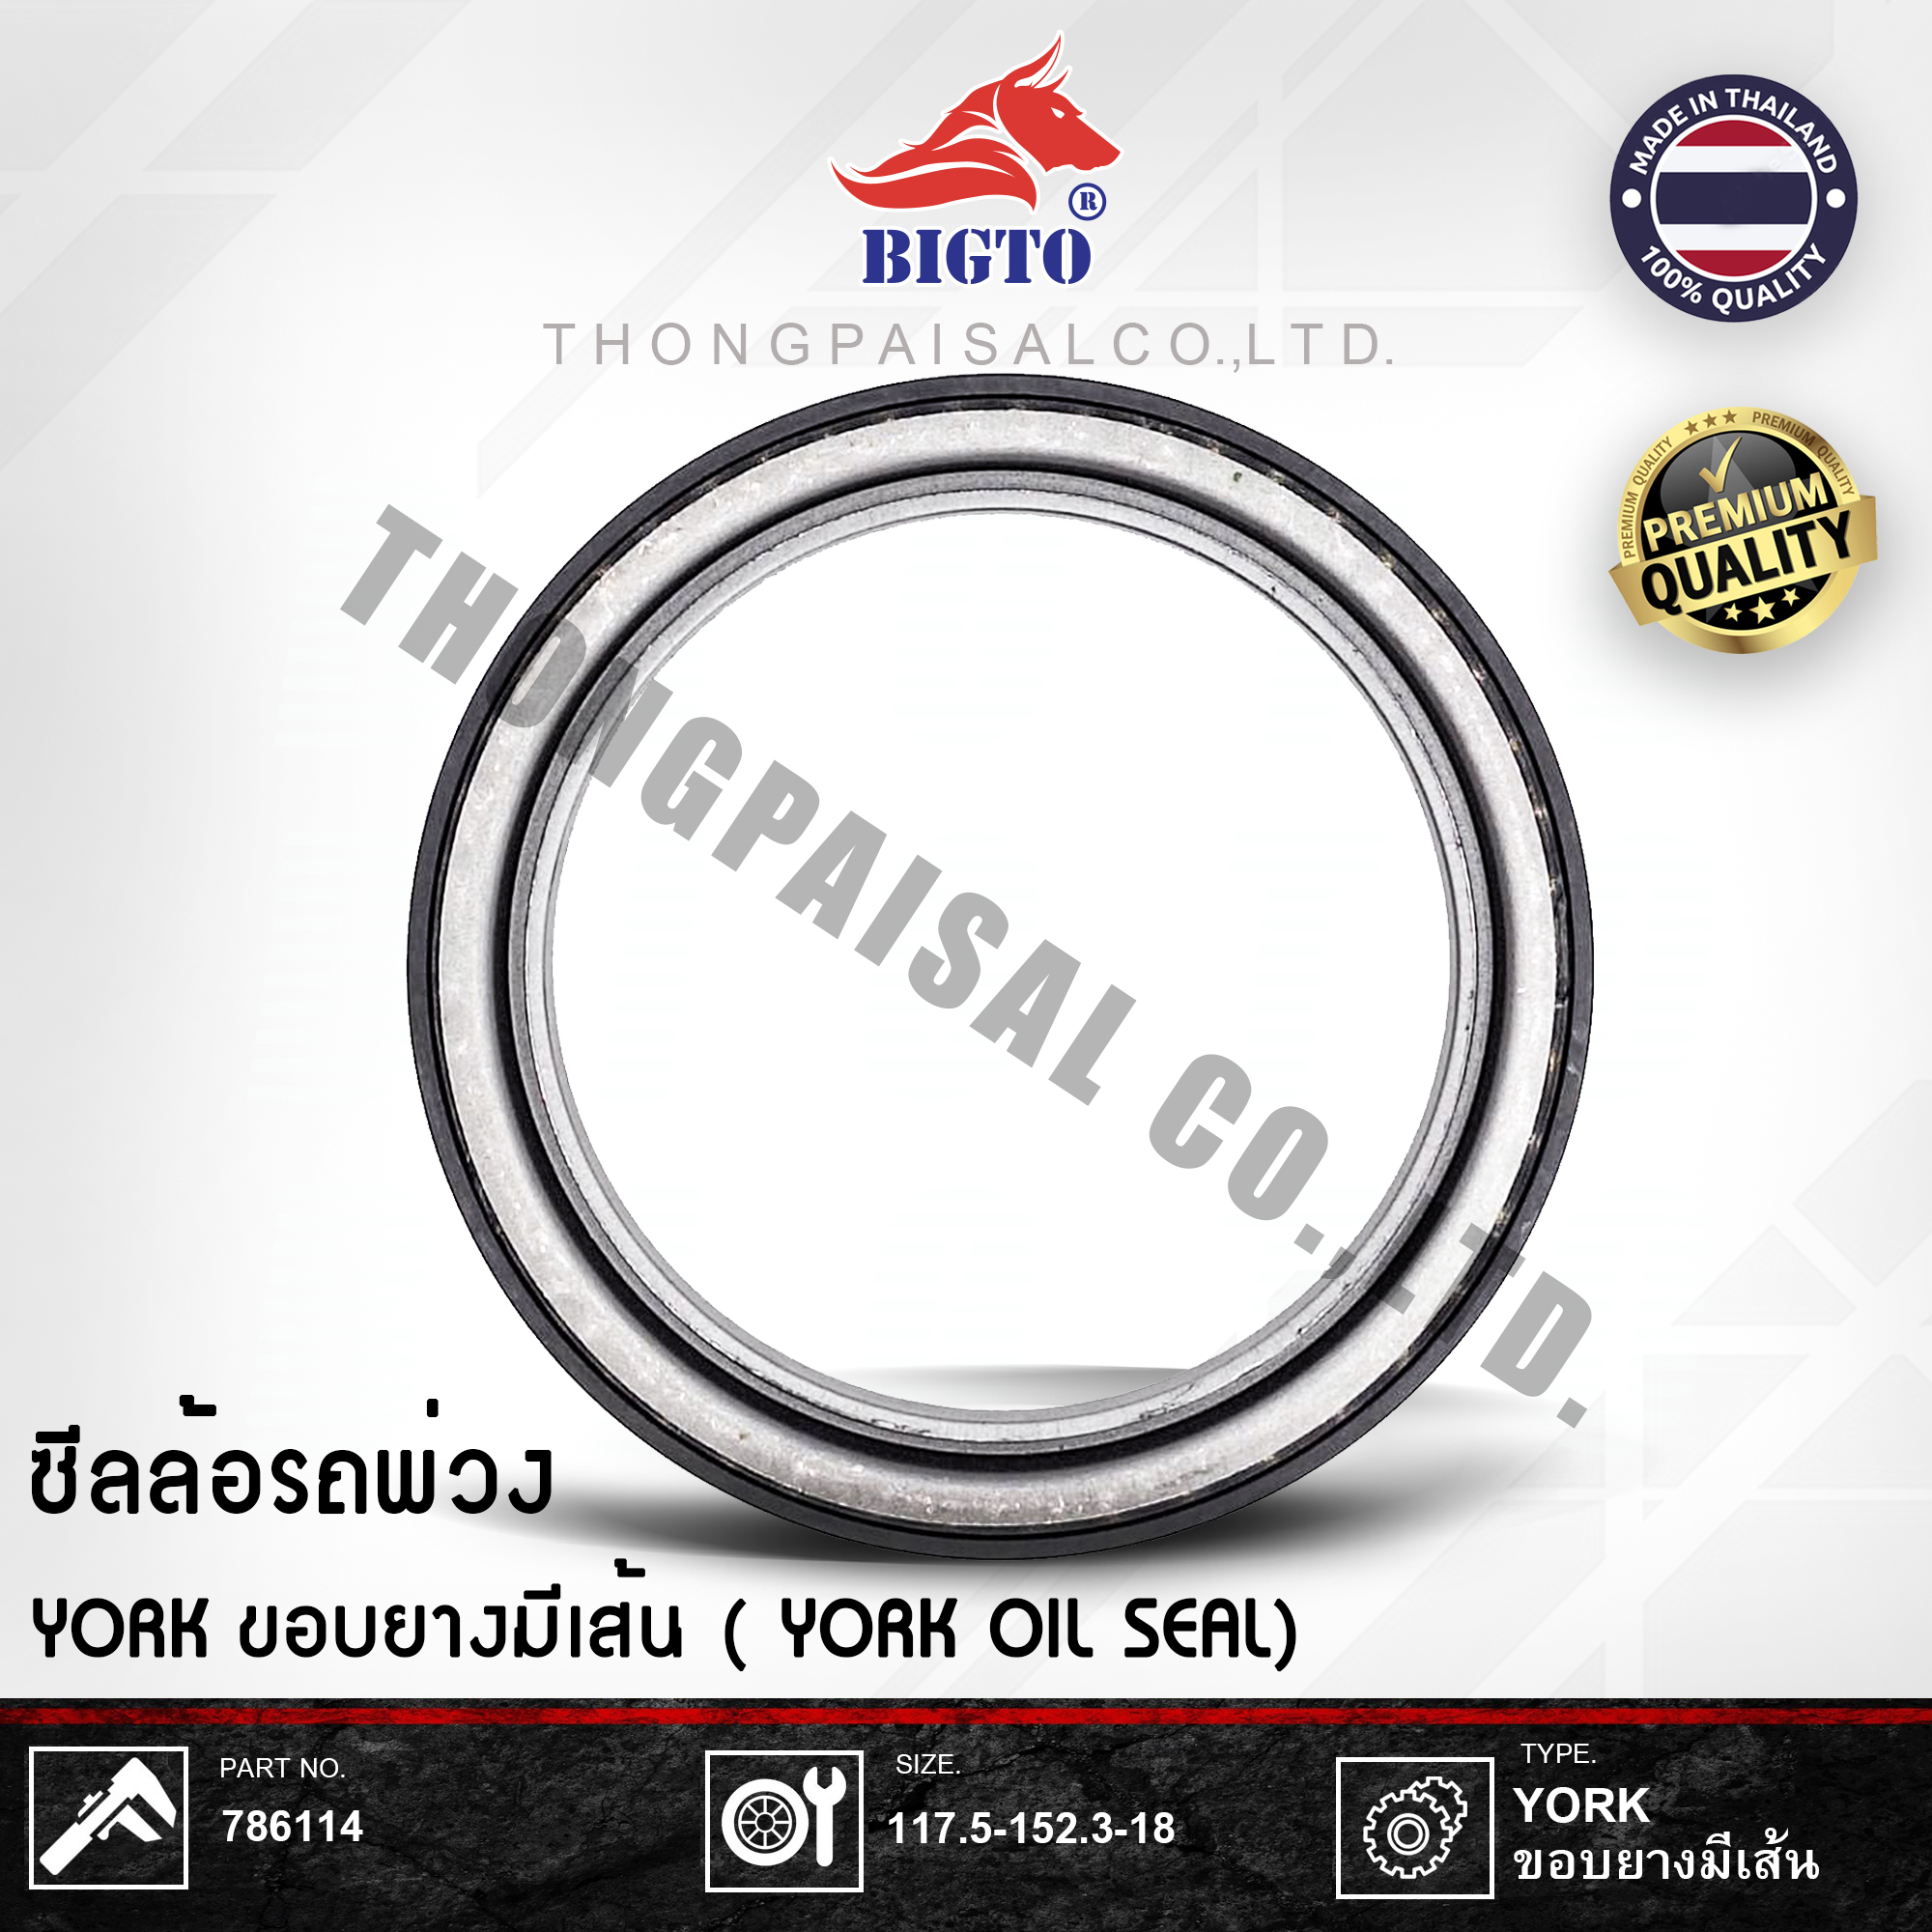 BIGTO
®
THONGPAISAL CO.,LTD.
MADE IN THAILAND
100% QUALITY
PREMIUM QUALITY
PREMIUM QUALITY
PREMIUM
QUALITY
THONGPAISAL CO., LTD.
ซีลล้อรถพ่วง
YORK ขอบยางมีเส้น ( YORK OIL SEAL)
PART NO.
786114
SIZE.
117.5-152.3-18
TYPE.
YORK
ขอบยางมีเส้น